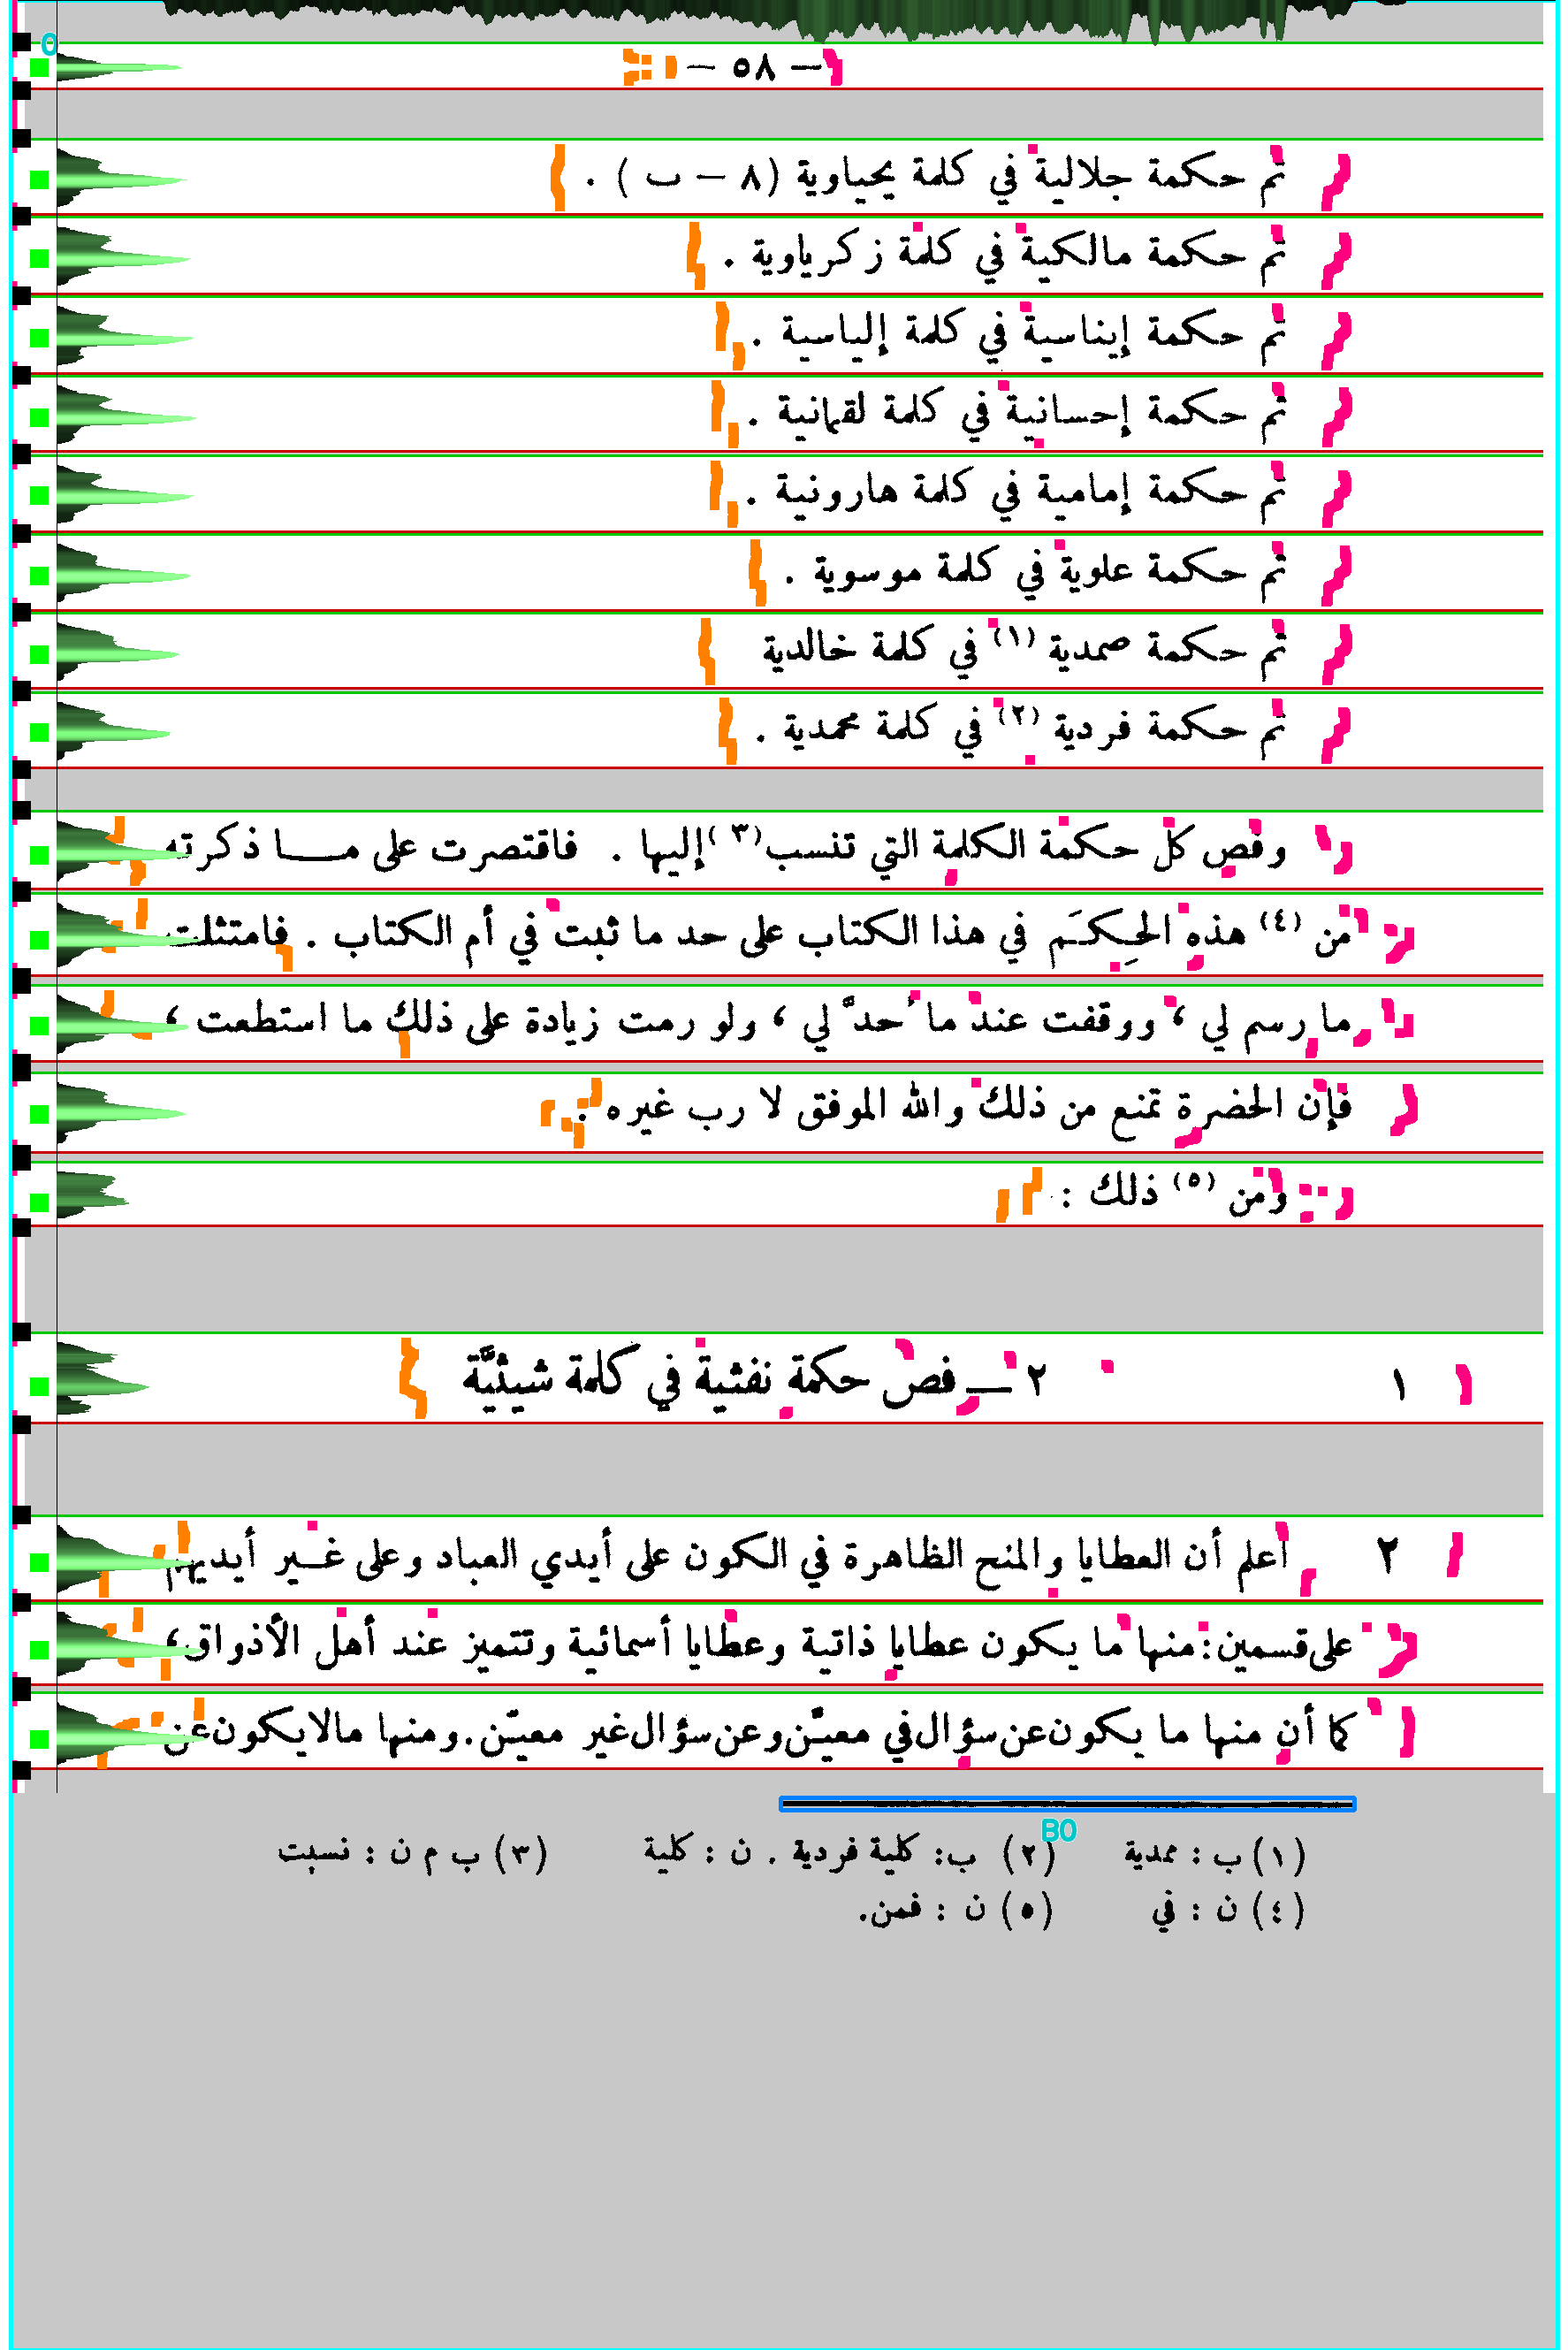 — ٥٨ —
ثم حكمة جلالية في كلمة يحياوية (٨ — ب ) .
ثم حكمة مالكية في كلمة زكرياوية .
ثم حكمة إيناسية في كلمة إلياسية .
ثم حكمة إحسانية في كلمة لقمانية .
ثم حكمة إمامية في كلمة هارونية .
ثم حكمة علوية في كلمة موسوية .
ثم حكمة صمدية (١) في كلمة خالدية
ثم حكمة فردية (٢) في كلمة محمدية .
وفص كل حكمة الكلمة التي تنسب(٣) إليها . فاقتصرت على مـــا ذكرته
من (٤) هذه الحِكَم في هذا الكتاب على حد ما ثبت في أم الكتاب . فامتثلت
ما رسم لي ، ووقفت عند ما ُحدَّ لي ، ولو رمت زيادة على ذلك ما استطعت ،
فإن الحضرة تمنع من ذلك والله الموفق لا رب غيره .
ومن (٥) ذلك :
١ ٢ — فص حكمة نفثية في كلمة شيثيَّة
٢ أعلم أن العطايا والمنح الظاهرة في الكون على أيدي العباد وعلى غـير أيديهم
على قسمين: منها ما يكون عطايا ذاتية وعطايا أسمائية وتتميز عند أهل الأذواق،
كما أن منها ما يكون عن سؤال في معيَّن وعن سؤال غير معيّن. ومنها مالا يكون عن
(١) ب : ممدية (٢) ب: كلية فردية . ن : كلية (٣) ب م ن : نسبت
(٤) ن : في (٥) ن : فمن.
0
B0